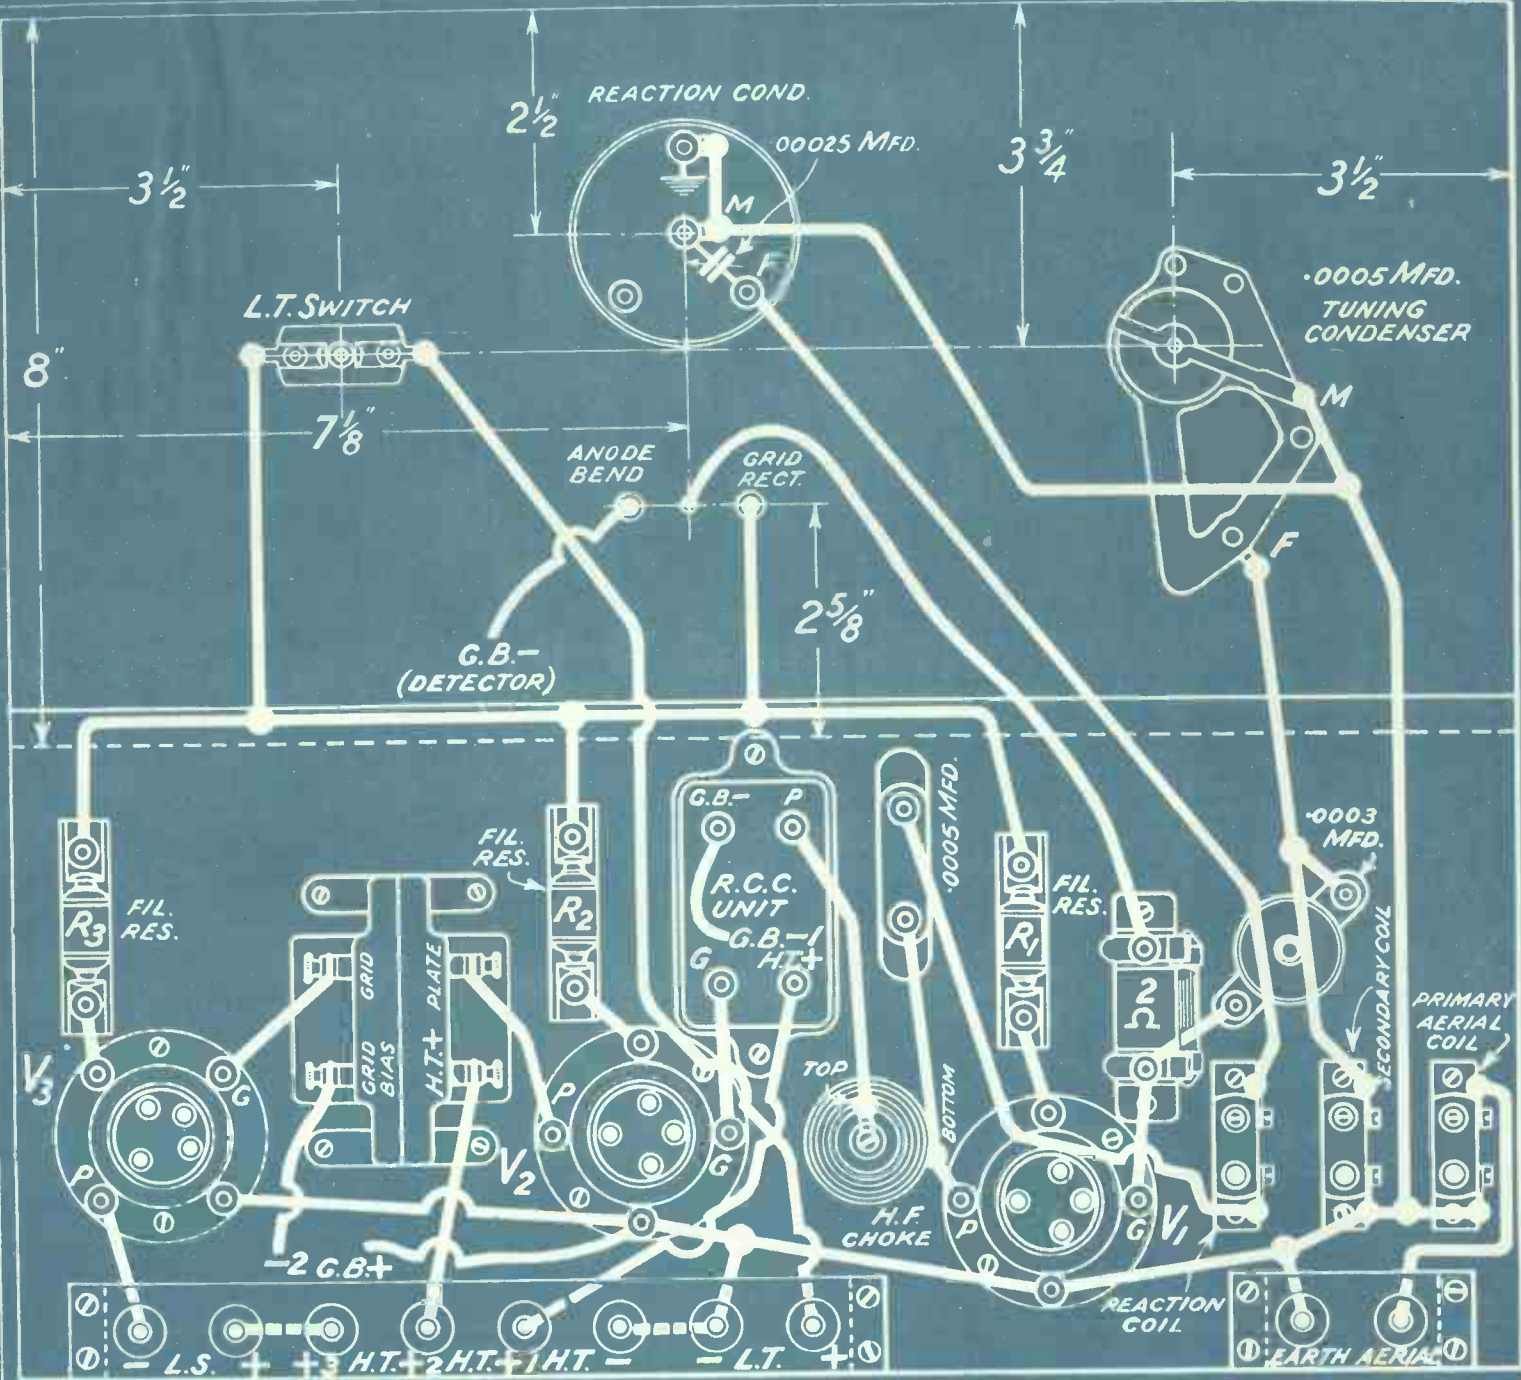 REACTION COND.
2½"
.00025 MFD.
3¾"
3½"
3½"
M
F
L.T. SWITCH
.0005 MFD.
TUNING
CONDENSER
8"
M
7⅛"
ANODE
BEND
GRID
RECT.
F
2⅝"
G.B.-
(DETECTOR)
G.B.-
P
.0005 MFD.
.0003
MFD.
FIL.
RES.
R.C.C.
UNIT
FIL.
RES.
R3
FIL.
RES.
R2
G.B.-1
R1
G
H.T.+
SECONDARY COIL
GRID
PLATE
2
Ω
PRIMARY
AERIAL
COIL
GRID
BIAS
H.T.+
V3
G
P
TOP
BOTTOM
P
V2
G
H.F.
CHOKE
P
G
V1
-2 G.B.+
REACTION
COIL
- L.S. + +3 H.T.+2 H.T.+1 H.T. - - L.T. +
EARTH AERIAL